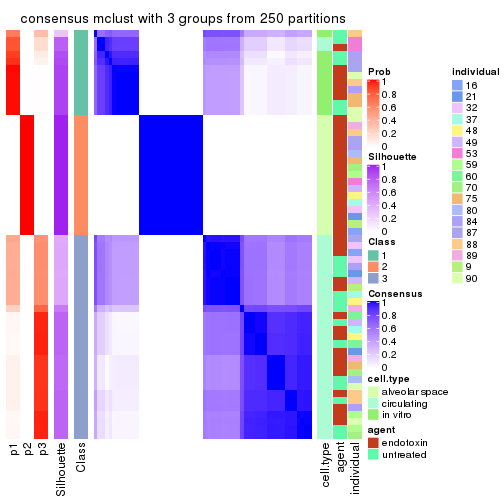 consensus mclust with 3 groups from 250 partitions
p1
p2
p3
Silhouette
Class
cell.type
agent
individual
Prob
1
0.8
0.6
0.4
0.2
0
Silhouette
1
0.8
0.6
0.4
0.2
0
Class
1
2
3
Consensus
1
0.8
0.6
0.4
0.2
0
cell.type
alveolar space
circulating
in vitro
agent
endotoxin
untreated
Individual
16
21
32
37
48
49
53
59
60
70
75
80
84
87
88
89
9
90